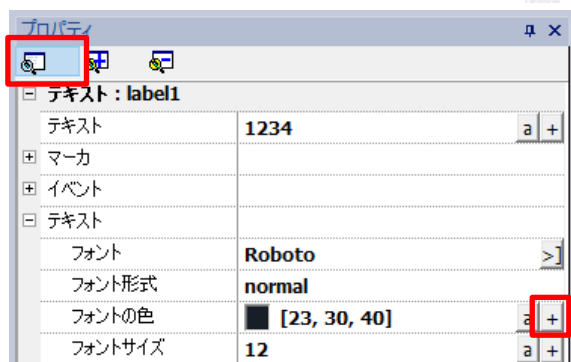 プロパティ
テキスト : label1
テキスト 1234 a +
マーカ
イベント
テキスト
フォント Roboto >]
フォント形式 normal
フォントの色 [23, 30, 40] a +
フォントサイズ 12 a +